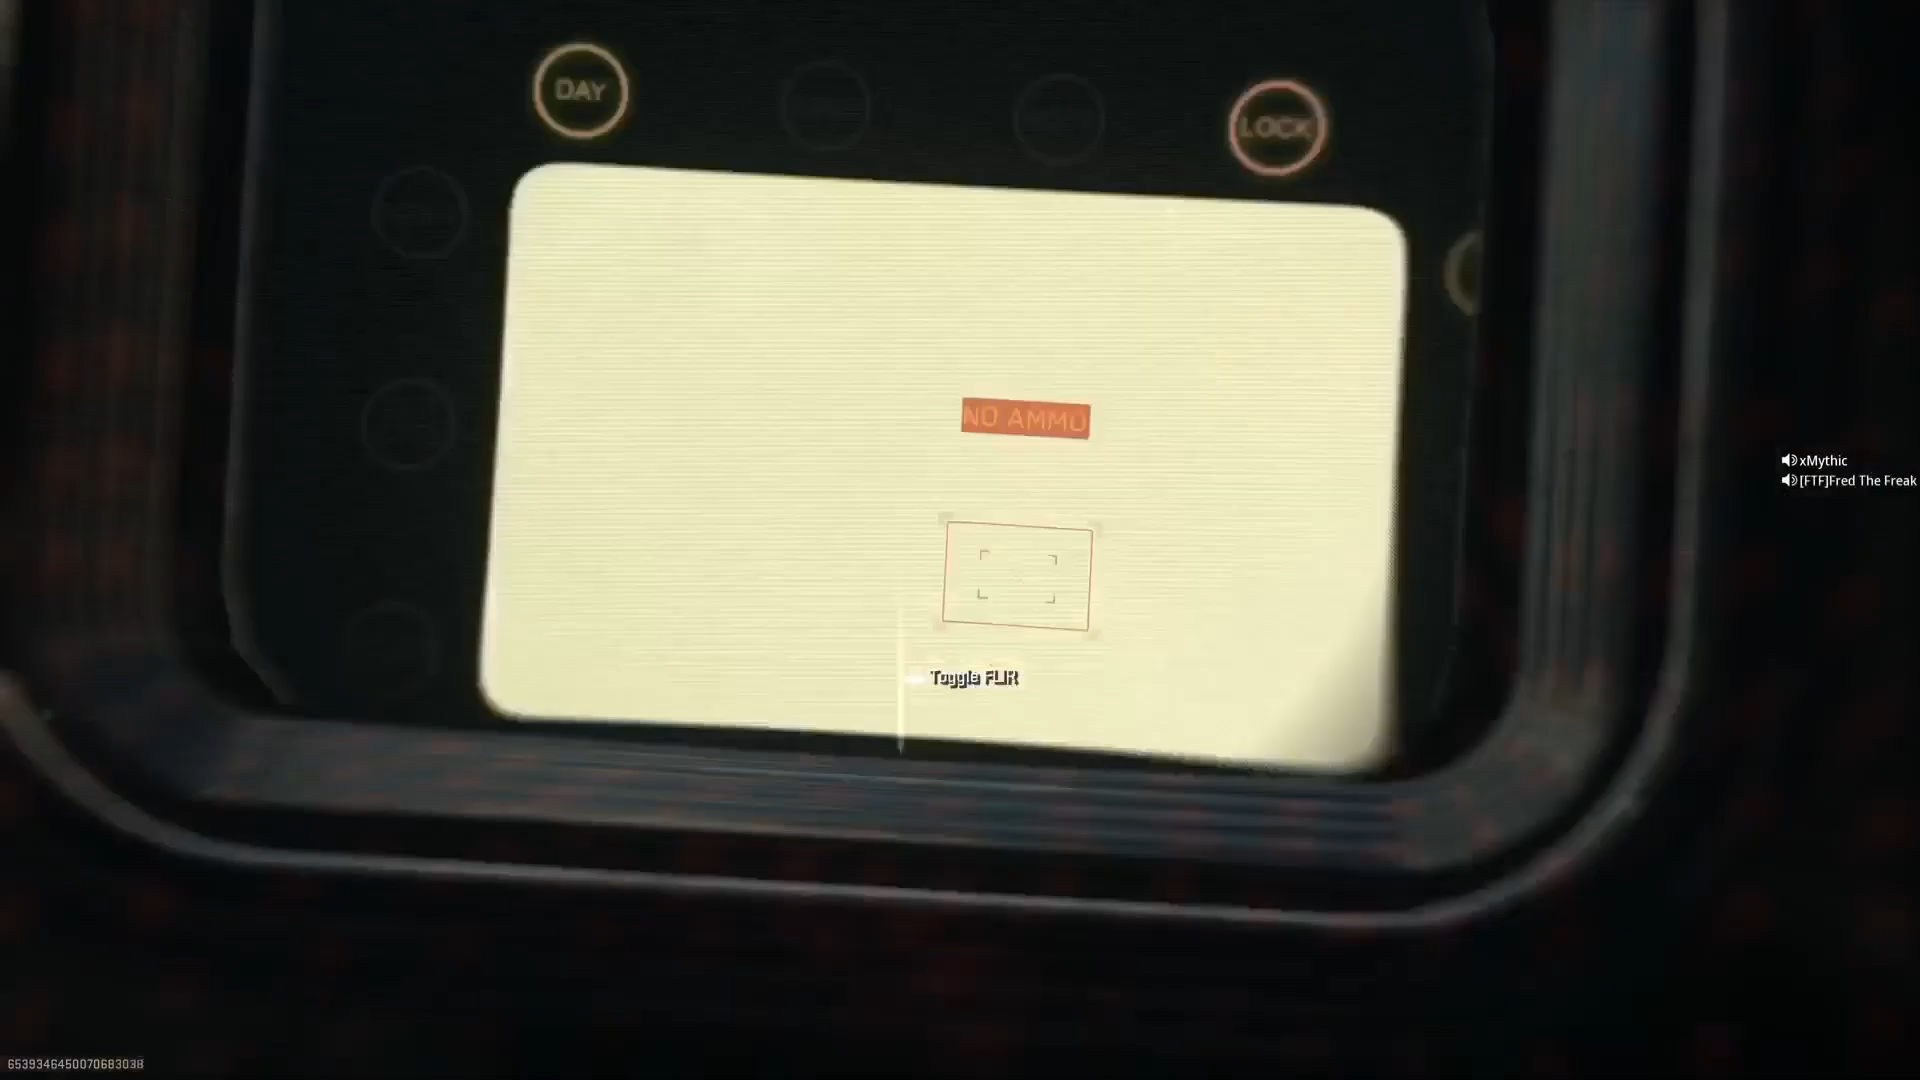 DAY
LOCK
NO AMMO
xMythic
[FTF]Fred The Freak
Toggle FLIR
6539346450070683038